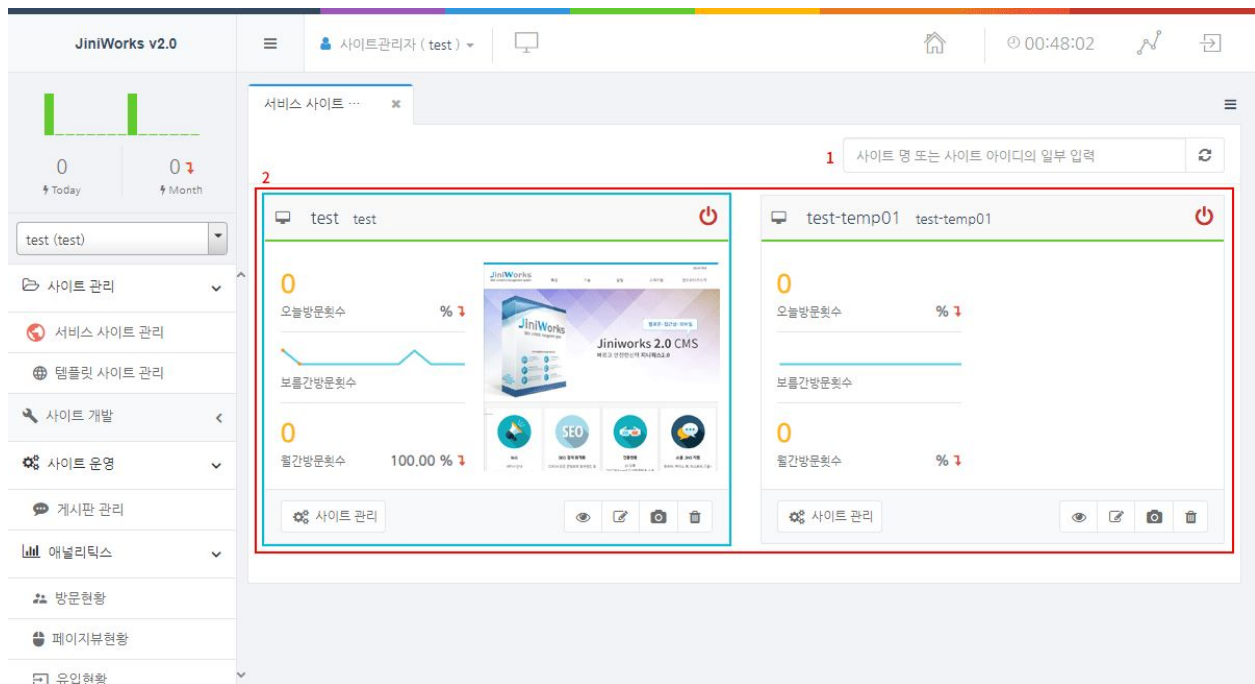 JiniWorks v2.0
사이트관리자 ( test )
00:48:02
0
Today
0
Month
test (test)
사이트 관리
서비스 사이트 관리
템플릿 사이트 관리
사이트 개발
사이트 운영
게시판 관리
애널리틱스
방문현황
페이지뷰현황
유입현황
서비스 사이트 ...
1
사이트 명 또는 사이트 아이디의 일부 입력
2
test test
0
오늘방문횟수 %
보름간방문횟수
0
월간방문횟수 100.00 %
JiniWorks
JiniWorks
Jiniworks 2.0 CMS
SEO
사이트 관리
test-temp01 test-temp01
0
오늘방문횟수 %
보름간방문횟수
0
월간방문횟수 %
사이트 관리